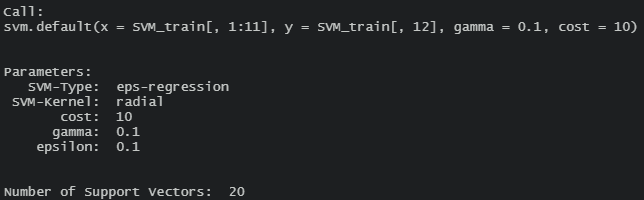 Call:
svm.default(x = SVM_train[, 1:11], y = SVM_train[, 12], gamma = 0.1, cost = 10)
Parameters:
SVM-Type: eps-regression
SVM-Kernel: radial
cost: 10
gamma: 0.1
epsilon: 0.1
Number of Support Vectors: 20